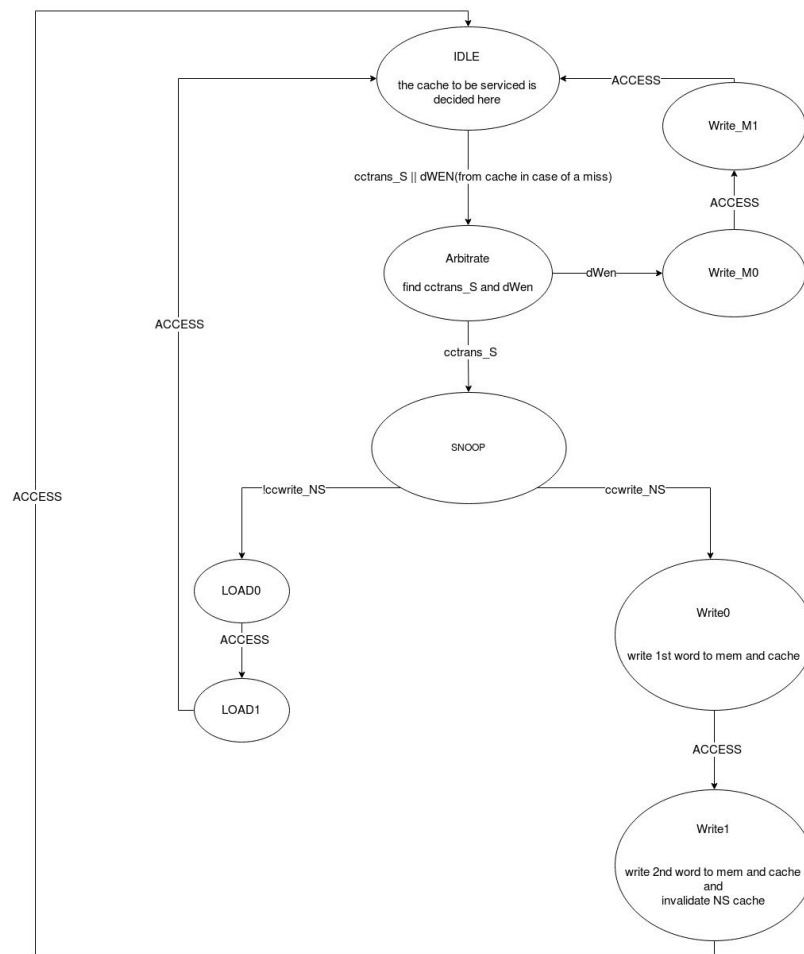 IDLE
the cache to be serviced is
decided here
ACCESS
Write_M1
cctrans_S || dWEN(from cache in case of a miss)
ACCESS
Arbitrate
find cctrans_S and dWen
dWen
Write_M0
ACCESS
cctrans_S
SNOOP
ACCESS
!ccwrite_NS
ccwrite_NS
LOAD0
ACCESS
LOAD1
Write0
write 1st word to mem and cache
ACCESS
Write1
write 2nd word to mem and cache
and
invalidate NS cache